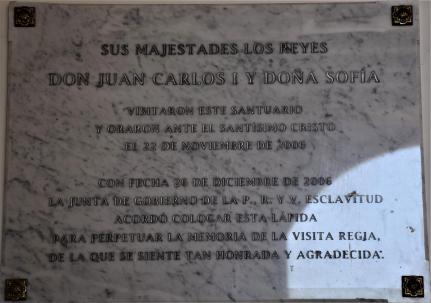 SUS MAJESTADES LOS REYES
DON JUAN CARLOS I Y DOÑA SOFÍA
VISITARON ESTE SANTUARIO
Y ORARON ANTE EL SANTÍSIMO CRISTO
EL 22 DE NOVIEMBRE DE 2006
CON FECHA 26 DE DICIEMBRE DE 2006
LA JUNTA DE GOBIERNO DE LA P., R. Y V. ESCLAVITUD
ACORDÓ COLOCAR ESTA LÁPIDA
PARA PERPETUAR LA MEMORIA DE LA VISITA REGIA,
DE LA QUE SE SIENTE TAN HONRADA Y AGRADECIDA.